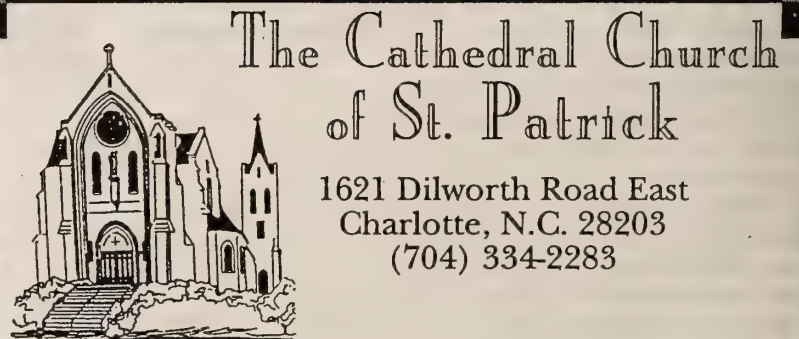 The Cathedral Church
of St. Patrick
1621 Dilworth Road East
Charlotte, N.C. 28203
(704) 334-2283